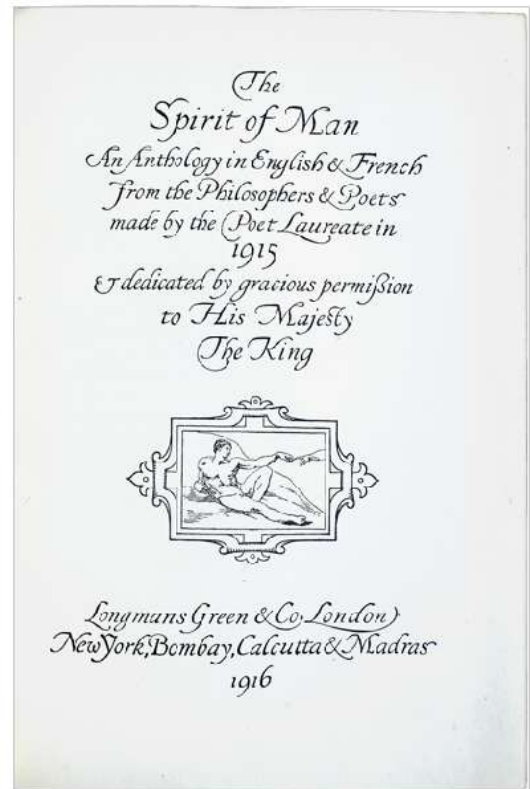 The
Spirit of Man
An Anthology in English & French
from the Philosophers & Poets
made by the Poet Laureate in
1915
& dedicated by gracious permißion
to His Majesty
The King
Longmans Green & Co. London
New York, Bombay, Calcutta & Madras
1916